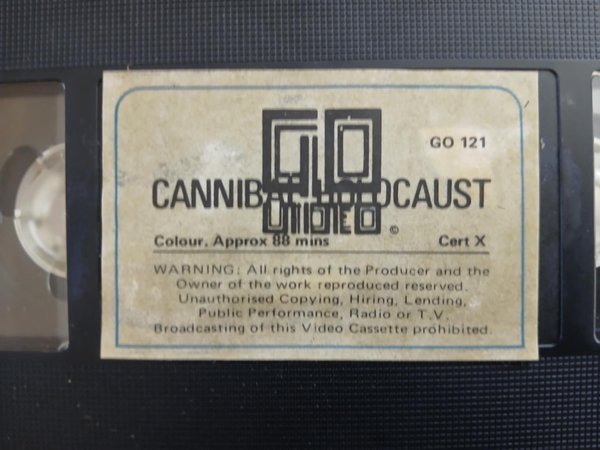 GO 121
GO
CANNIBAL HOLOCAUST
VIDEO ©
Colour, Approx 88 mins Cert X
WARNING: All rights of the Producer and the
Owner of the work reproduced reserved.
Unauthorised Copying, Hiring, Lending,
Public Performance, Radio or T.V.
Broadcasting of this Video Cassette prohibited.